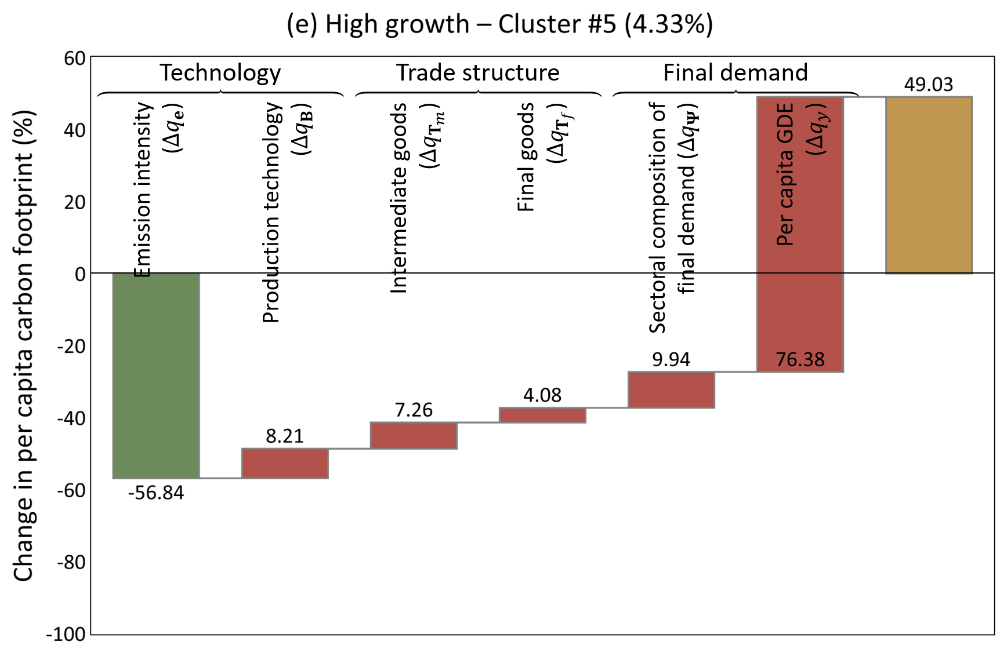 (e) High growth – Cluster #5 (4.33%)
Change in per capita carbon footprint (%)
60
40
20
0
-20
-40
-60
-80
-100
Technology
Trade structure
Final demand
Emission intensity
(Δqₑ)
Production technology
(Δq_B)
Intermediate goods
(Δq_T_m)
Final goods
(Δq_T_f)
Sectoral composition of
final demand (Δq_Ψ)
Per capita GDE
(Δq_y)
-56.84
8.21
7.26
4.08
9.94
76.38
49.03